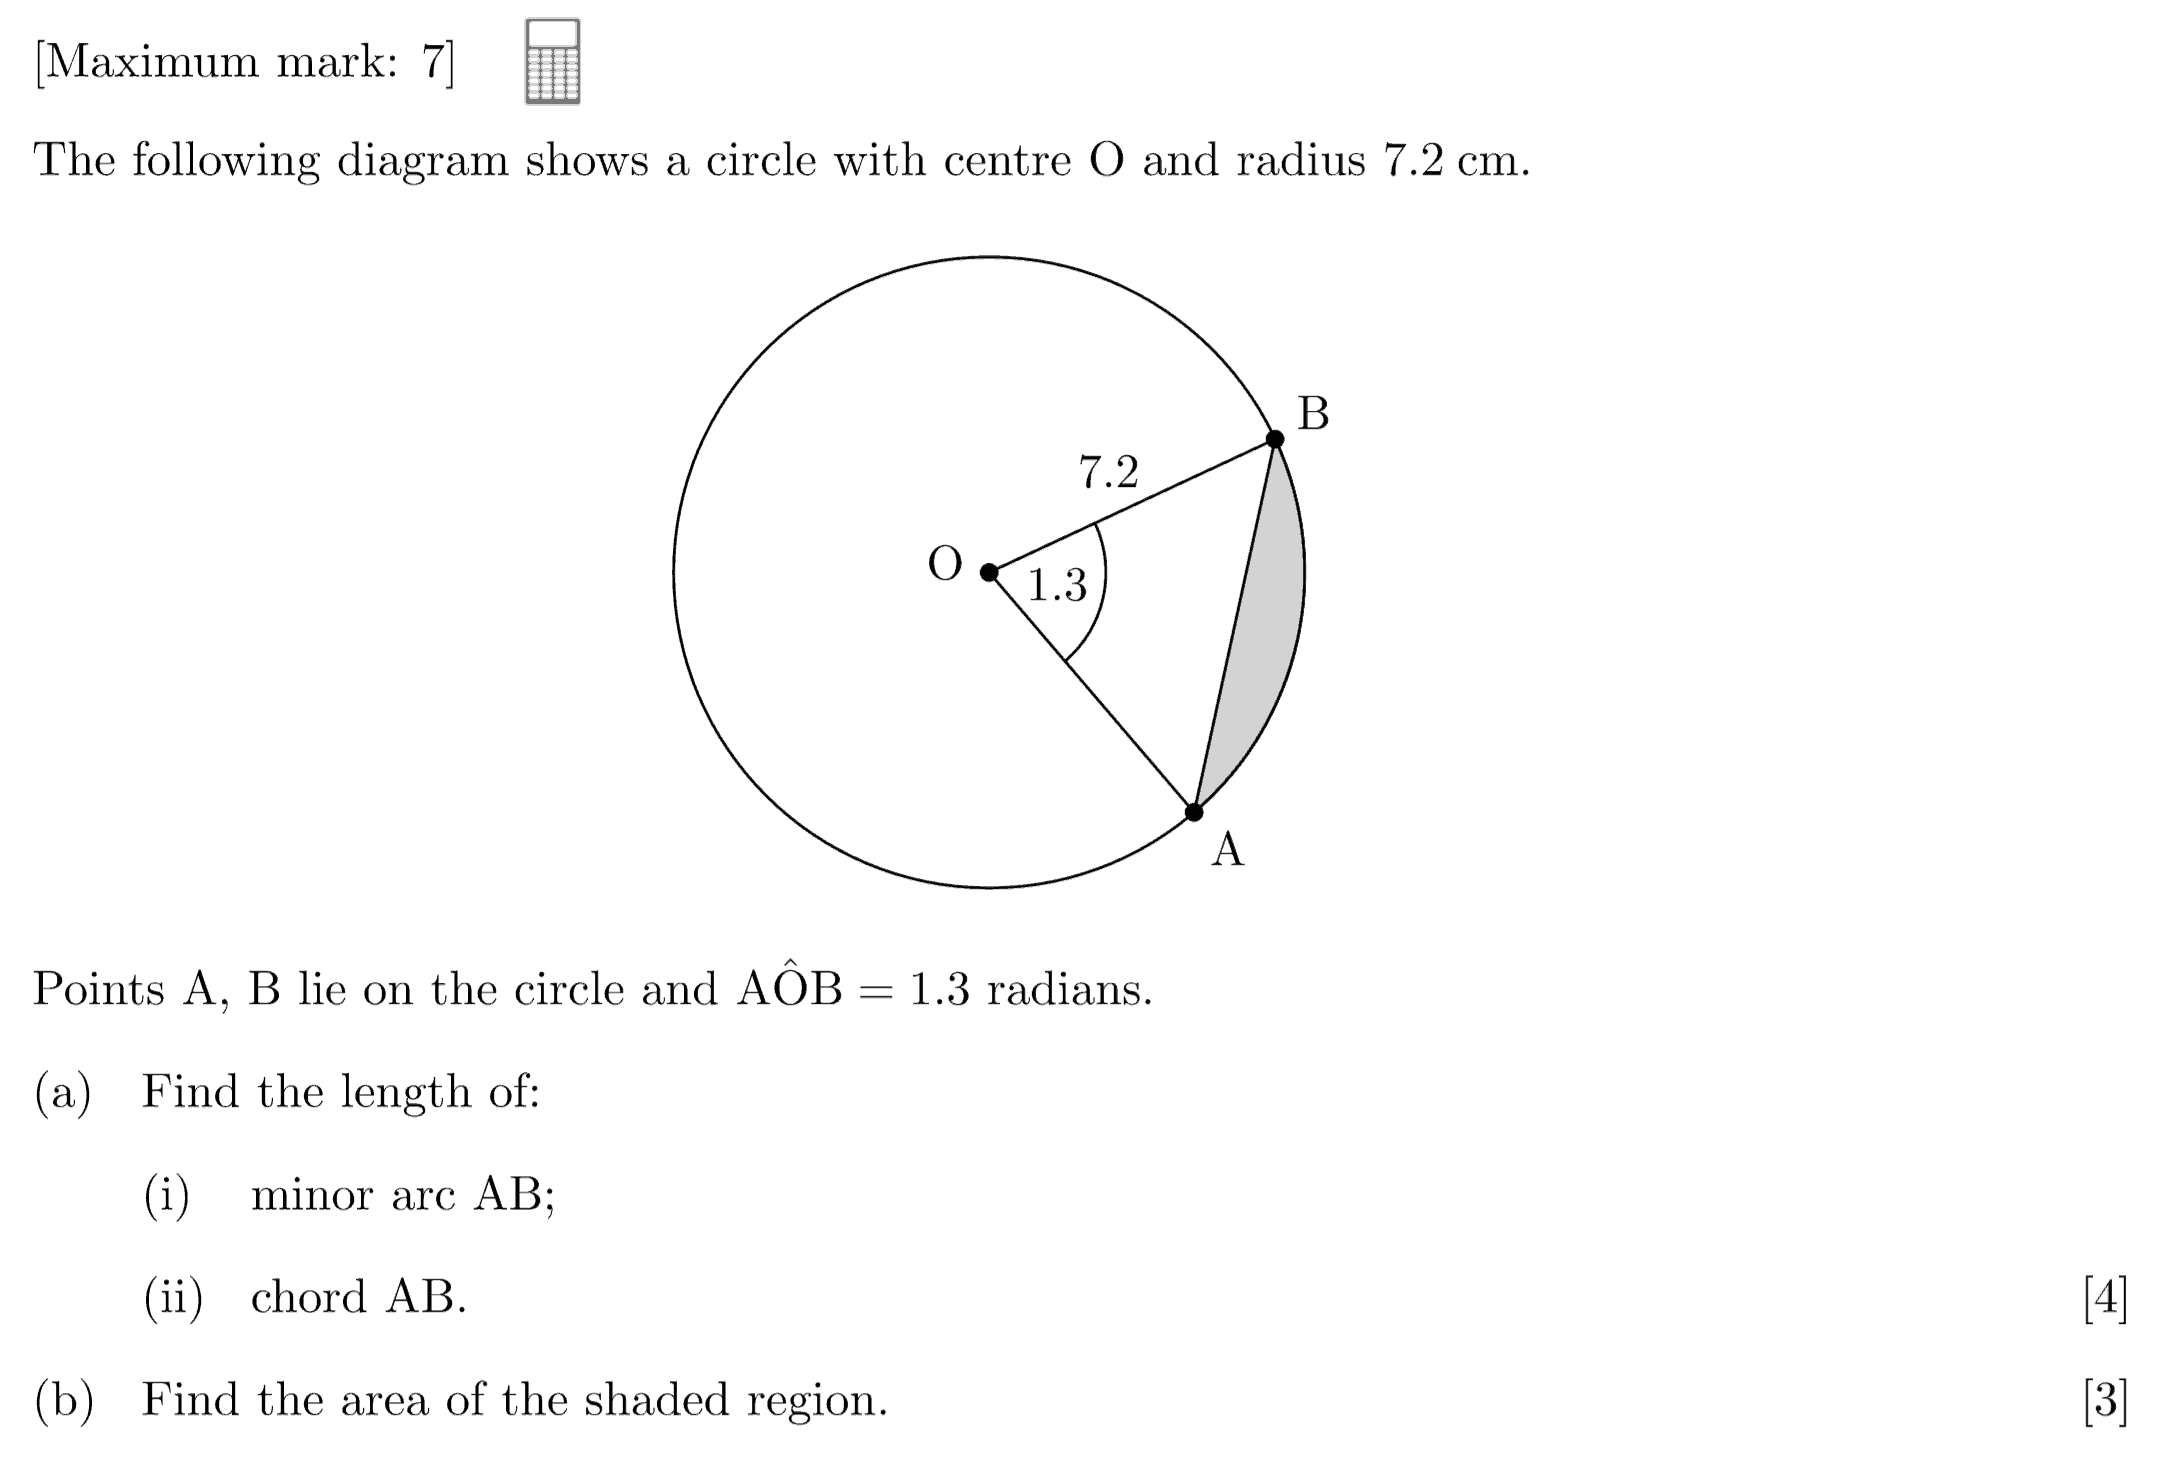 [Maximum mark: 7]
The following diagram shows a circle with centre O and radius 7.2 cm.
B
7.2
O
1.3
A
Points A, B lie on the circle and AÔB = 1.3 radians.
(a) Find the length of:
(i) minor arc AB;
(ii) chord AB. [4]
(b) Find the area of the shaded region. [3]